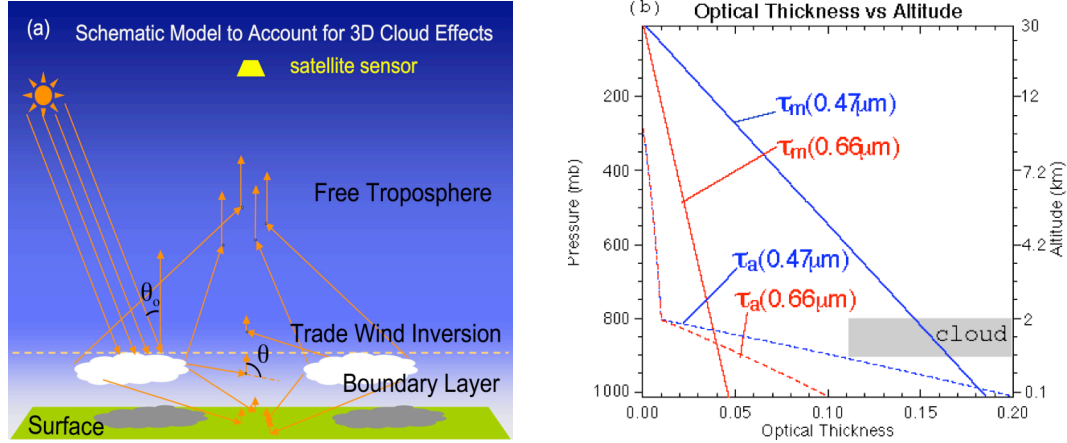 (a)
Schematic Model to Account for 3D Cloud Effects
satellite sensor
Free Troposphere
θo
Trade Wind Inversion
θ
Boundary Layer
Surface
(b)
Optical Thickness vs Altitude
Pressure (mb)
200
400
600
800
1000
0.00
0.05
0.10
0.15
0.20
Optical Thickness
30
12
7.2
4.2
2
0.1
Altitude (km)
τm(0.47μm)
τm(0.66μm)
τa(0.47μm)
τa(0.66μm)
cloud